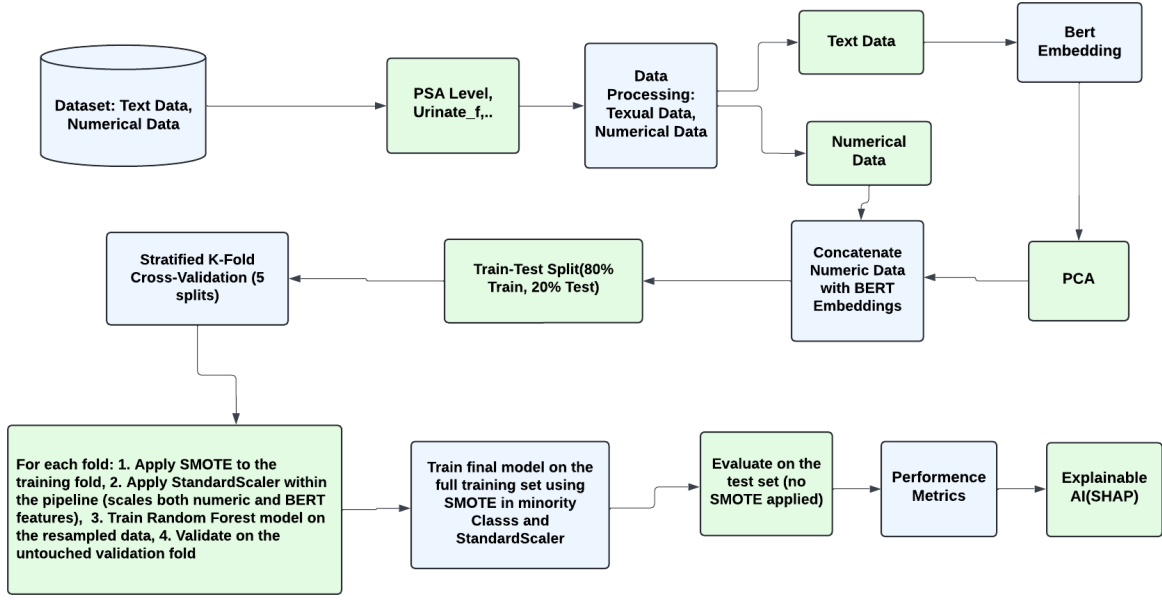 Dataset: Text Data,
Numerical Data
PSA Level,
Urinate_f,..
Data
Processing:
Texual Data,
Numerical Data
Text Data
Bert
Embedding
Numerical
Data
PCA
Concatenate
Numeric Data
with BERT
Embeddings
Train-Test Split(80%
Train, 20% Test)
Stratified K-Fold
Cross-Validation (5
splits)
For each fold: 1. Apply SMOTE to the
training fold, 2. Apply StandardScaler within
the pipeline (scales both numeric and BERT
features),  3. Train Random Forest model on
the resampled data, 4. Validate on the
untouched validation fold
Train final model on the
full training set using
SMOTE in minority
Classs and
StandardScaler
Evaluate on the
test set (no
SMOTE applied)
Performence
Metrics
Explainable
AI(SHAP)